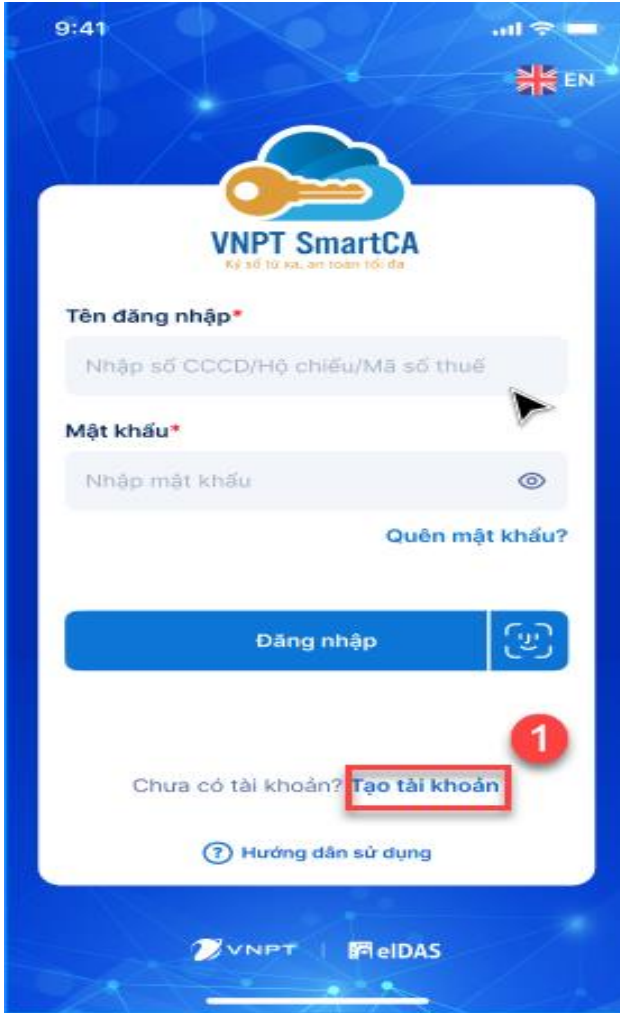 9:41
EN
VNPT SmartCA
Ký số từ xa, an toàn tối đa
Tên đăng nhập*
Nhập số CCCD/Hộ chiếu/Mã số thuế
Mật khẩu*
Nhập mật khẩu
Quên mật khẩu?
Đăng nhập
1
Chưa có tài khoản? Tạo tài khoản
? Hướng dẫn sử dụng
VNPT | eIDAS